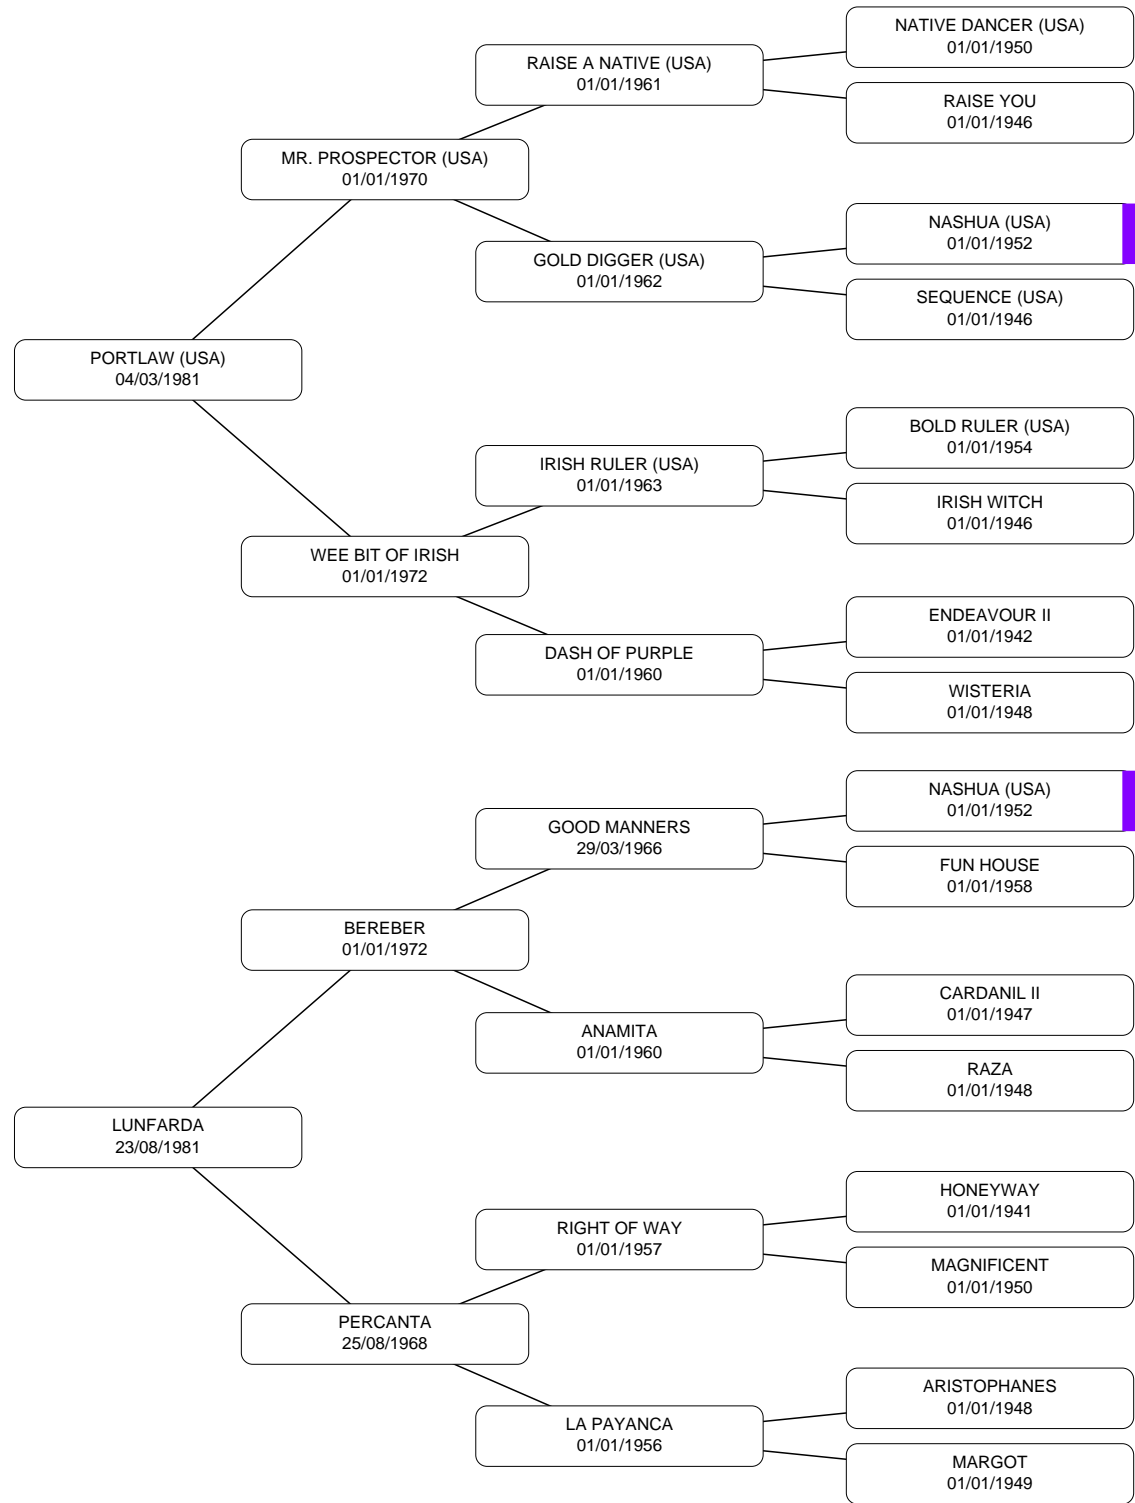 NATIVE DANCER (USA)
01/01/1950
RAISE A NATIVE (USA)
01/01/1961
RAISE YOU
01/01/1946
MR. PROSPECTOR (USA)
01/01/1970
NASHUA (USA)
01/01/1952
GOLD DIGGER (USA)
01/01/1962
SEQUENCE (USA)
01/01/1946
PORTLAW (USA)
04/03/1981
BOLD RULER (USA)
01/01/1954
IRISH RULER (USA)
01/01/1963
IRISH WITCH
01/01/1946
WEE BIT OF IRISH
01/01/1972
ENDEAVOUR II
01/01/1942
DASH OF PURPLE
01/01/1960
WISTERIA
01/01/1948
NASHUA (USA)
01/01/1952
GOOD MANNERS
29/03/1966
FUN HOUSE
01/01/1958
BEREBER
01/01/1972
CARDANIL II
01/01/1947
ANAMITA
01/01/1960
RAZA
01/01/1948
LUNFARDA
23/08/1981
HONEYWAY
01/01/1941
RIGHT OF WAY
01/01/1957
MAGNIFICENT
01/01/1950
PERCANTA
25/08/1968
ARISTOPHANES
01/01/1948
LA PAYANCA
01/01/1956
MARGOT
01/01/1949